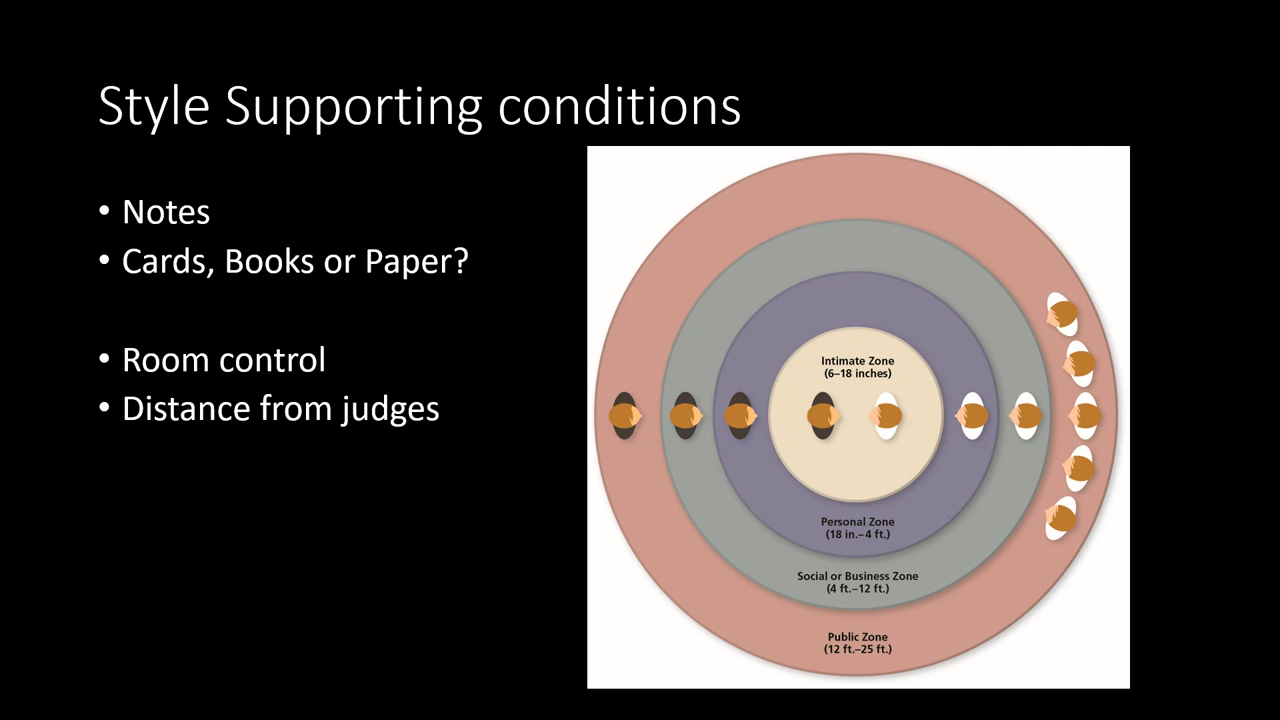 Style Supporting conditions
• Notes
• Cards, Books or Paper?
• Room control
• Distance from judges
Intimate Zone
(6–18 inches)
Personal Zone
(18 in.–4 ft.)
Social or Business Zone
(4 ft.–12 ft.)
Public Zone
(12 ft.–25 ft.)